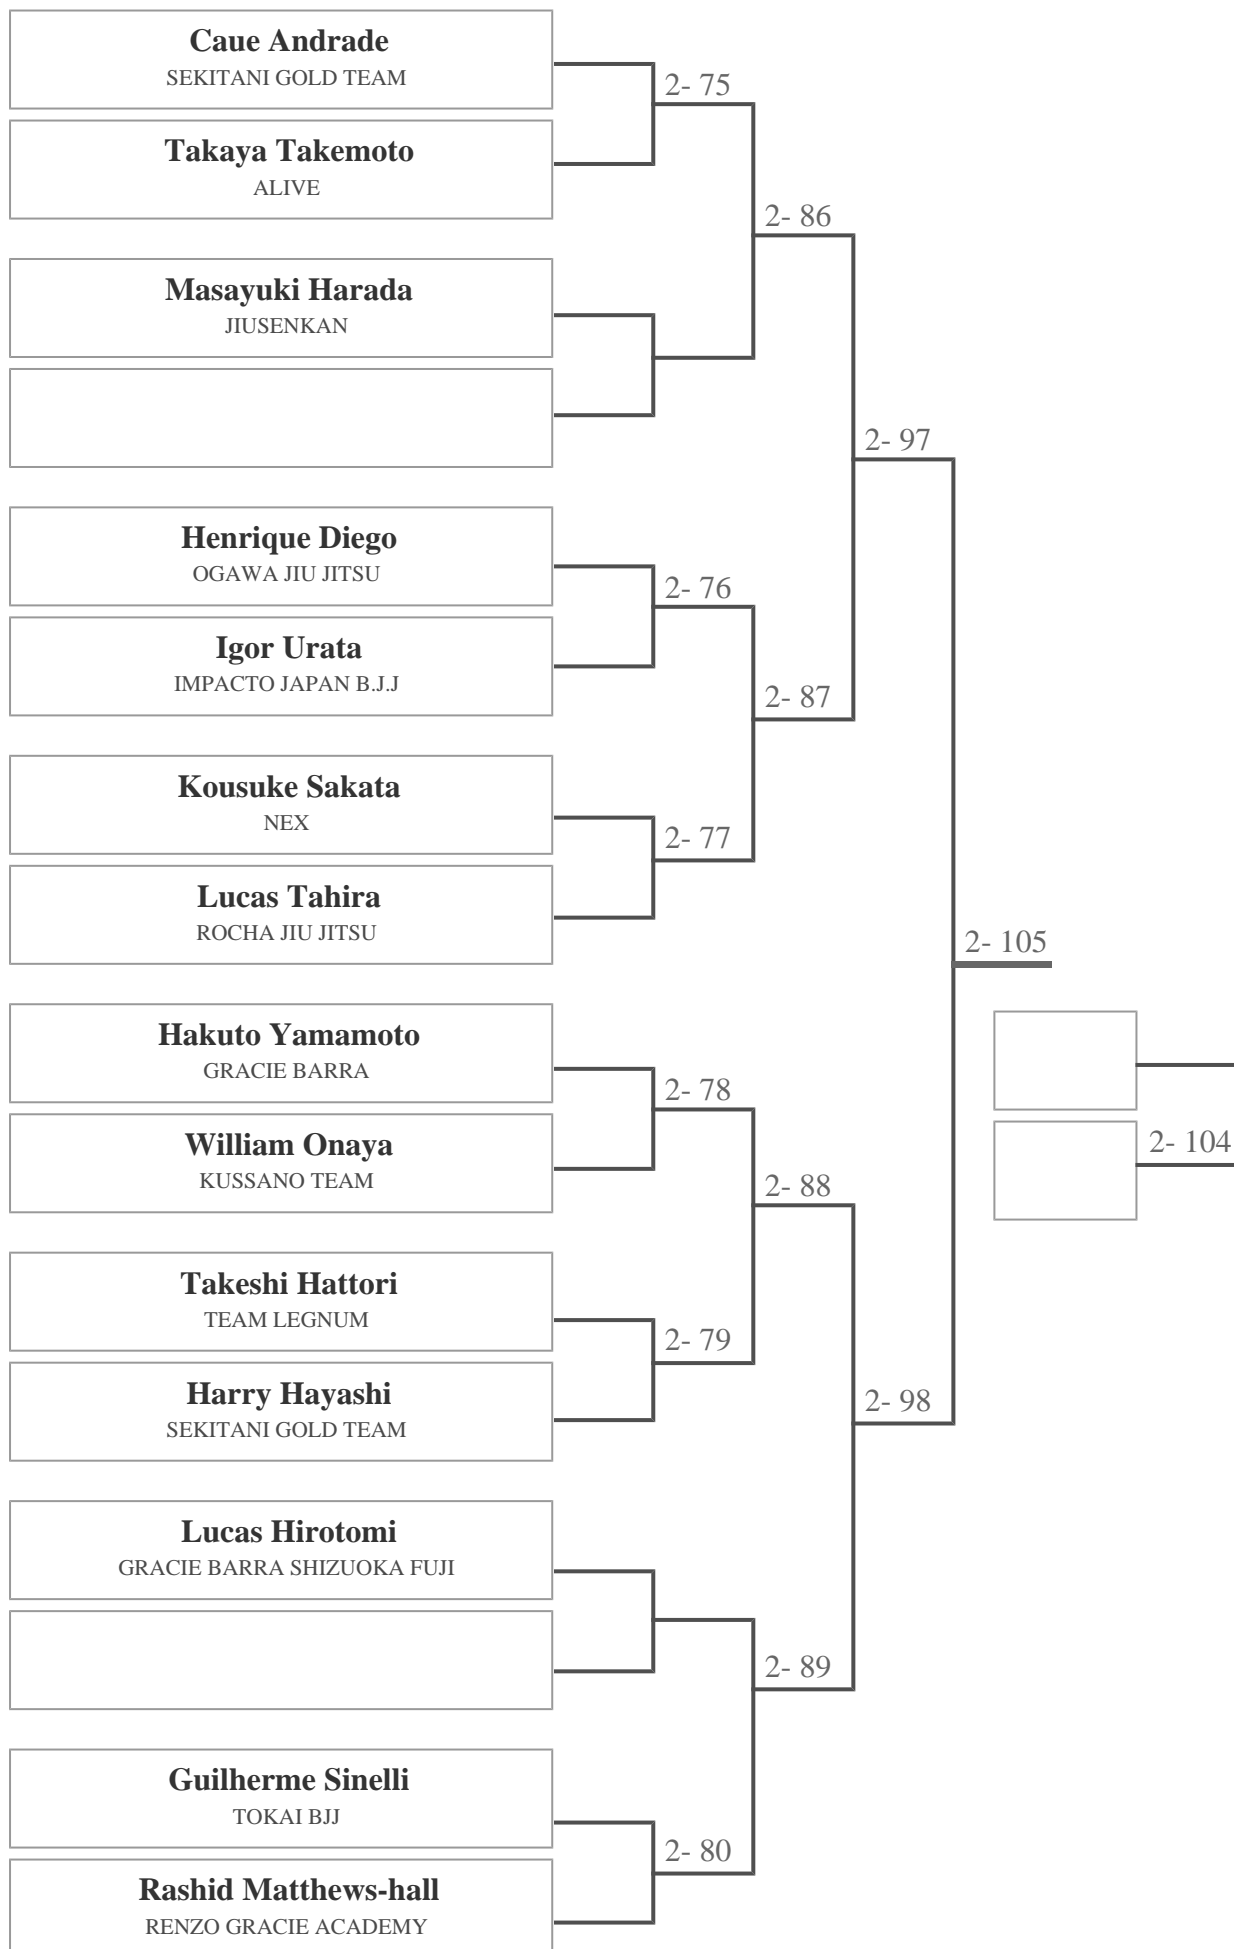 Caue Andrade
SEKITANI GOLD TEAM
2- 75
Takaya Takemoto
ALIVE
2- 86
Masayuki Harada
JIUSENKAN
2- 97
Henrique Diego
OGAWA JIU JITSU
2- 76
Igor Urata
IMPACTO JAPAN B.J.J
2- 87
Kousuke Sakata
NEX
2- 77
Lucas Tahira
ROCHA JIU JITSU
2- 105
Hakuto Yamamoto
GRACIE BARRA
2- 78
William Onaya
KUSSANO TEAM
2- 104
2- 88
Takeshi Hattori
TEAM LEGNUM
2- 79
Harry Hayashi
SEKITANI GOLD TEAM
2- 98
Lucas Hirotomi
GRACIE BARRA SHIZUOKA FUJI
2- 89
Guilherme Sinelli
TOKAI BJJ
2- 80
Rashid Matthews-hall
RENZO GRACIE ACADEMY